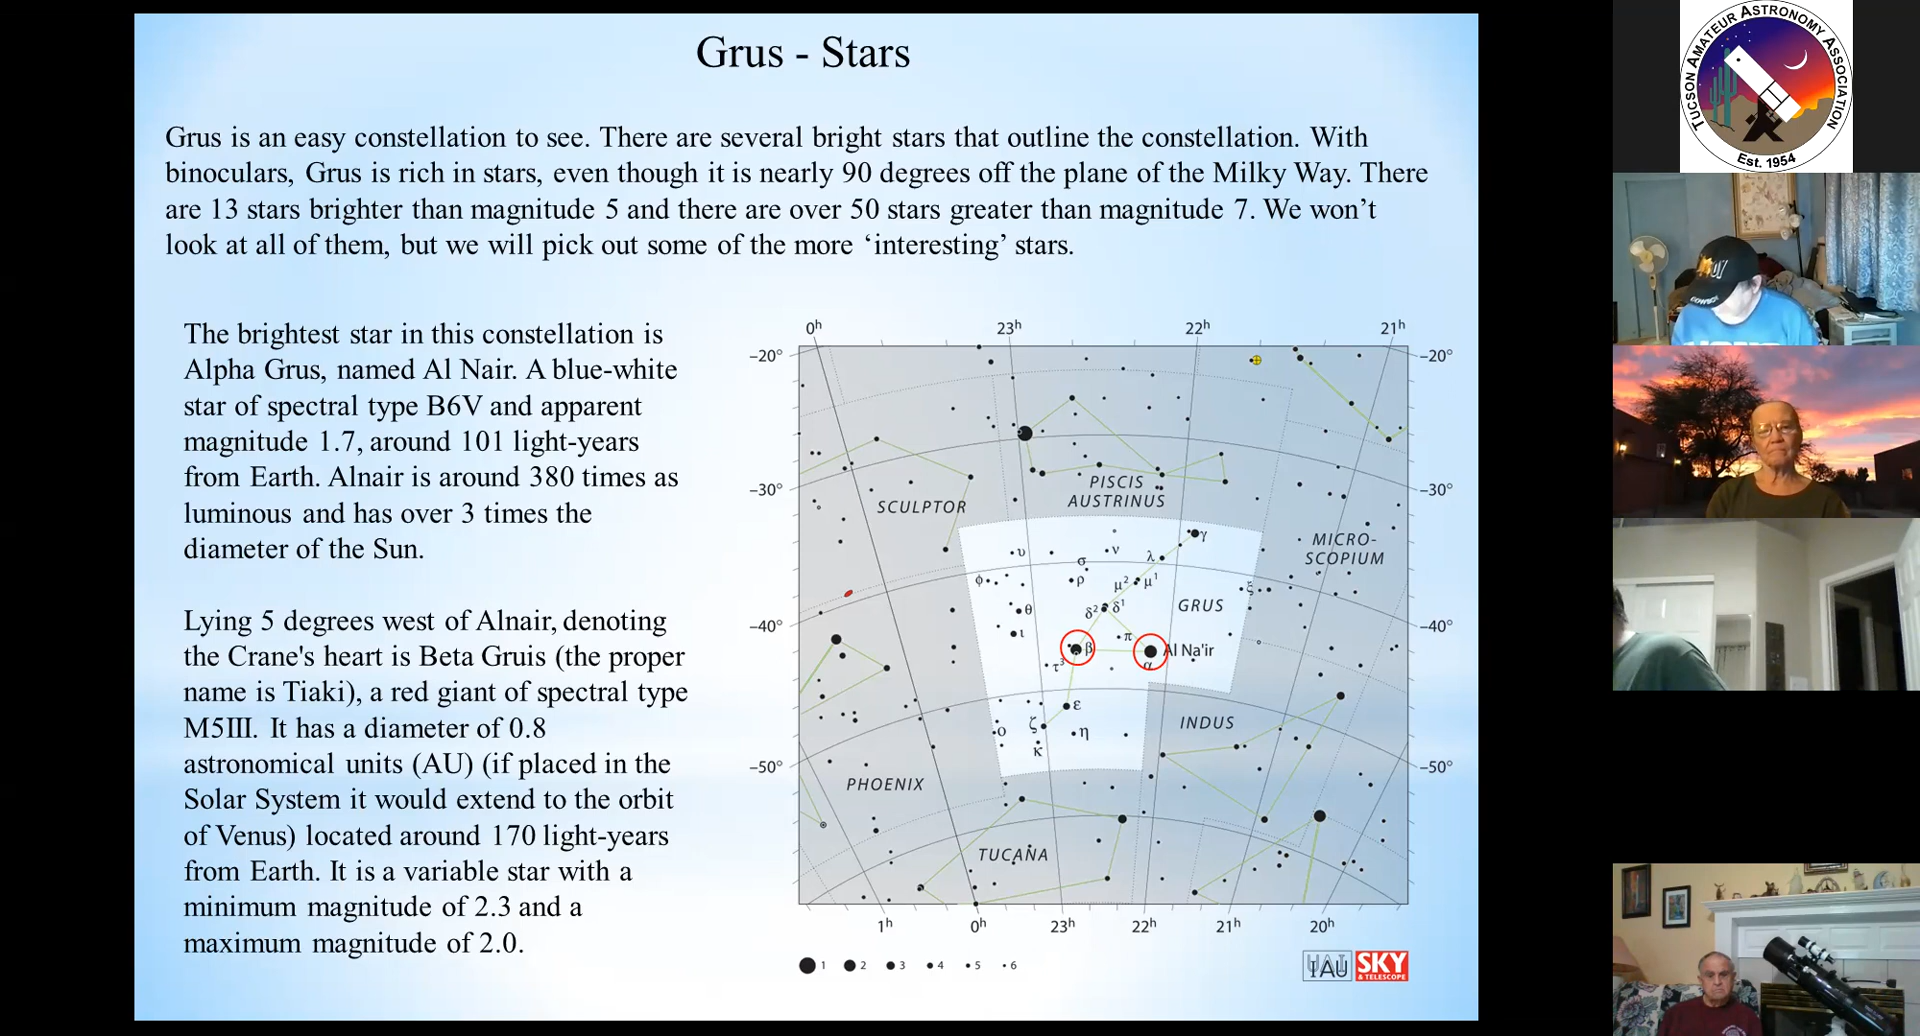 Grus - Stars
Grus is an easy constellation to see. There are several bright stars that outline the constellation. With
binoculars, Grus is rich in stars, even though it is nearly 90 degrees off the plane of the Milky Way. There
are 13 stars brighter than magnitude 5 and there are over 50 stars greater than magnitude 7. We won’t
look at all of them, but we will pick out some of the more ‘interesting’ stars.
The brightest star in this constellation is
Alpha Grus, named Al Nair. A blue-white
star of spectral type B6V and apparent
magnitude 1.7, around 101 light-years
from Earth. Alnair is around 380 times as
luminous and has over 3 times the
diameter of the Sun.
Lying 5 degrees west of Alnair, denoting
the Crane's heart is Beta Gruis (the proper
name is Tiaki), a red giant of spectral type
M5III. It has a diameter of 0.8
astronomical units (AU) (if placed in the
Solar System it would extend to the orbit
of Venus) located around 170 light-years
from Earth. It is a variable star with a
minimum magnitude of 2.3 and a
maximum magnitude of 2.0.
0h 23h 22h 21h
−20° −20°
−30° −30°
−40° −40°
−50° −50°
PISCIS
AUSTRINUS
SCULPTOR
MICRO-
SCOPIUM
γ
υ ν λ
σ
φ ρ μ² μ¹ ξ
θ δ² δ¹ GRUS
ι π
β Al Na'ir
τ³ α
ε
ζ INDUS
ο η
κ
PHOENIX
TUCANA
1h 0h 23h 22h 21h 20h
1 2 3 4 5 6
IAU SKY
& TELESCOPE
TUCSON AMATEUR ASTRONOMY ASSOCIATION
Est. 1954